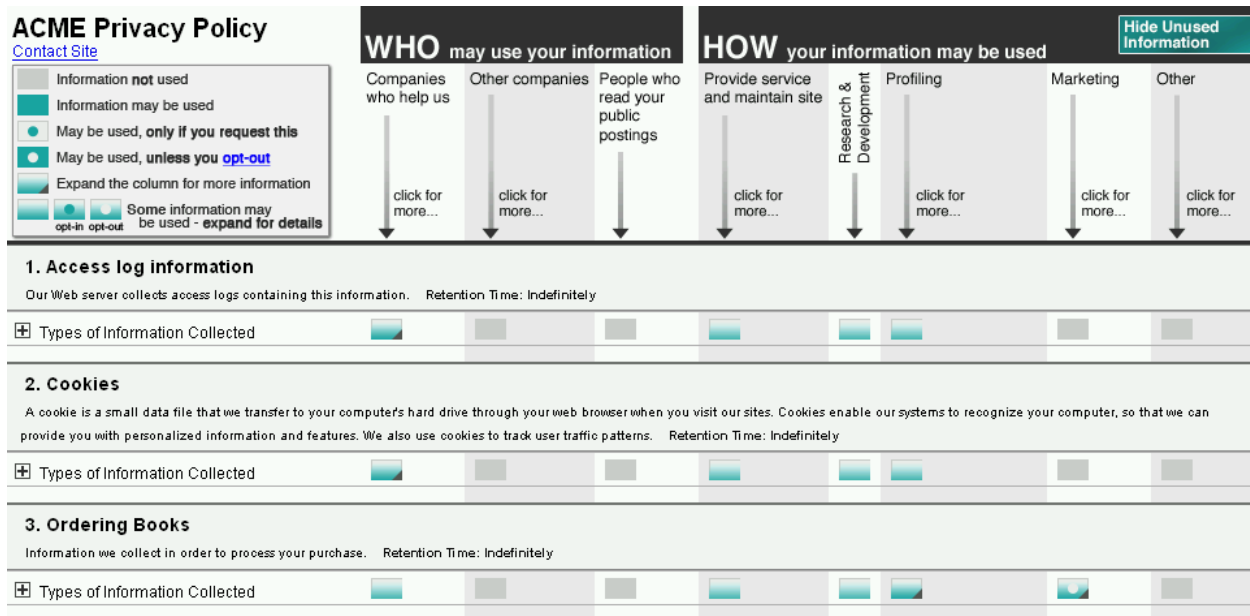 ACME Privacy Policy
Contact Site
Information not used
Information may be used
May be used, only if you request this
May be used, unless you opt-out
Expand the column for more information
Some information may
be used - expand for details
opt-in opt-out
WHO may use your information
HOW your information may be used
Hide Unused
Information
Companies
who help us
click for
more...
Other companies
click for
more...
People who
read your
public
postings
Provide service
and maintain site
click for
more...
Research &
Development
Profiling
click for
more...
Marketing
click for
more...
Other
click for
more...
1. Access log information
Our Web server collects access logs containing this information. Retention Time: Indefinitely
Types of Information Collected
2. Cookies
A cookie is a small data file that we transfer to your computer's hard drive through your web browser when you visit our sites. Cookies enable our systems to recognize your computer, so that we can
provide you with personalized information and features. We also use cookies to track user traffic patterns. Retention Time: Indefinitely
Types of Information Collected
3. Ordering Books
Information we collect in order to process your purchase. Retention Time: Indefinitely
Types of Information Collected